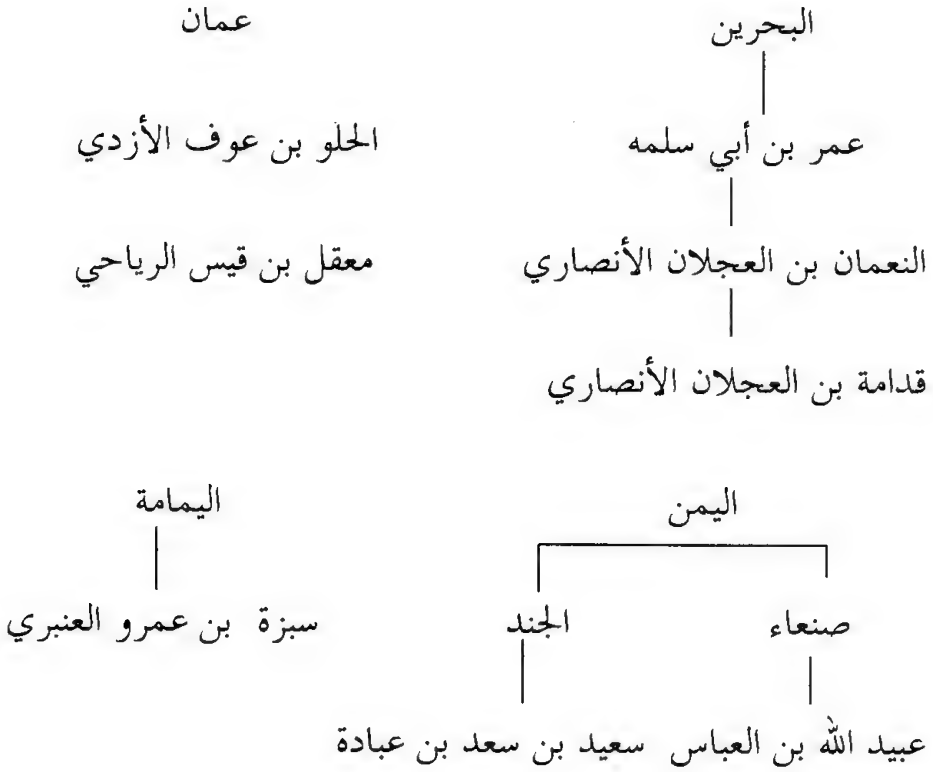 البحرين
عمان
عمر بن أبي سلمه
الحلو بن عوف الأزدي
النعمان بن العجلان الأنصاري
معقل بن قيس الرياحي
قدامة بن العجلان الأنصاري
اليمن
اليمامة
صنعاء
الجند
سبزة بن عمرو العنبري
عبيد الله بن العباس
سعيد بن سعد بن عبادة